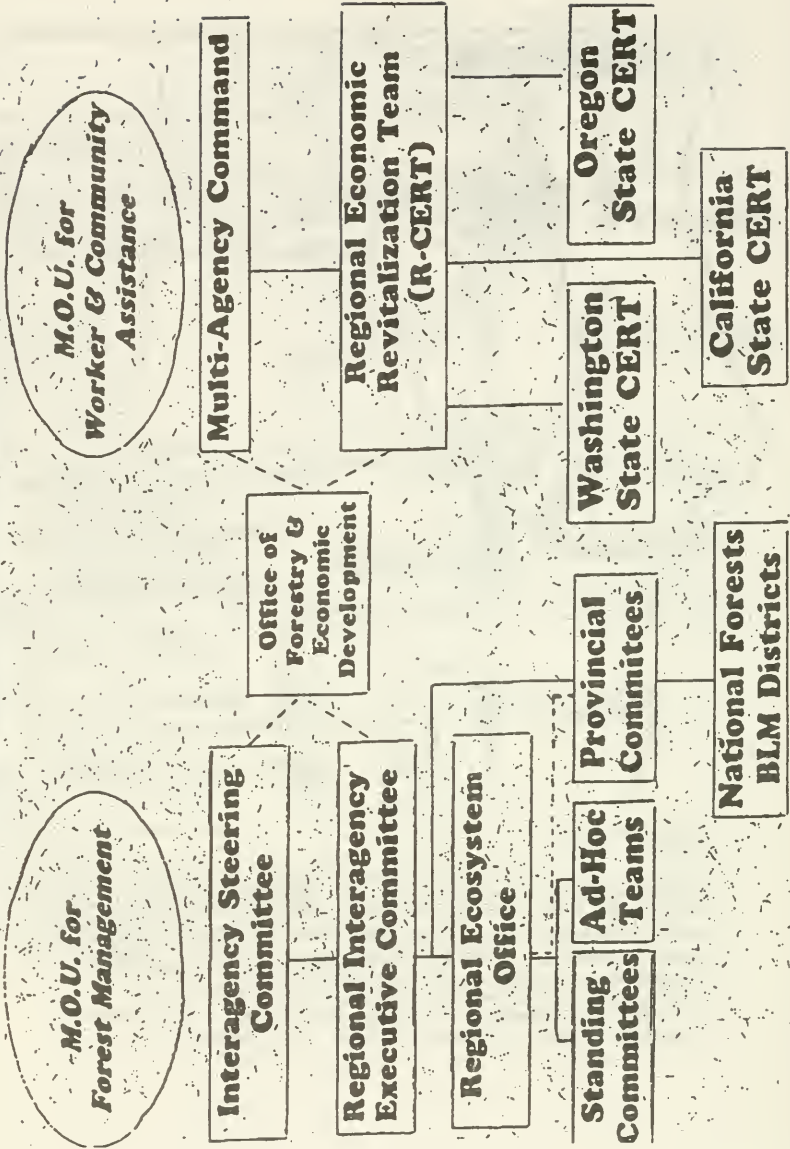 M.O.U. for
Forest Management
Interagency Steering
Committee
Regional Interagency
Executive Committee
Regional Ecosystem
Office
Standing
Committees
Ad-Hoc
Teams
Provincial
Commitees
National Forests
BLM Districts
Office of
Forestry &
Economic
Development
M.O.U. for
Worker & Community
Assistance
Multi-Agency Command
Regional Economic
Revitalization Team
(R-CERT)
Washington
State CERT
Oregon
State CERT
California
State CERT